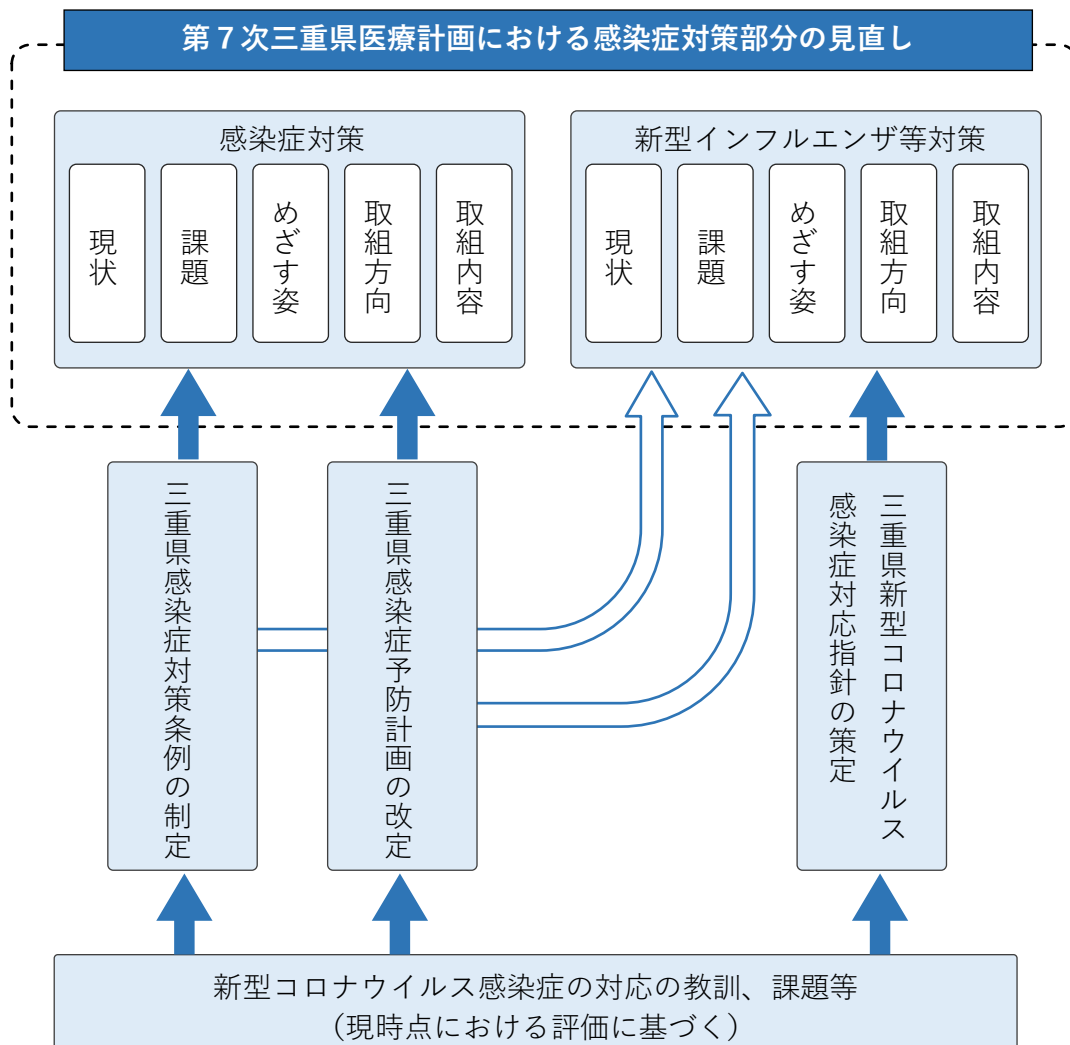 第７次三重県医療計画における感染症対策部分の見直し
感染症対策
現状
課題
めざす姿
取組方向
取組内容
新型インフルエンザ等対策
現状
課題
めざす姿
取組方向
取組内容
三重県感染症対策条例の制定
三重県感染症予防計画の改定
三重県新型コロナウイルス
感染症対応指針の策定
新型コロナウイルス感染症の対応の教訓、課題等
（現時点における評価に基づく）